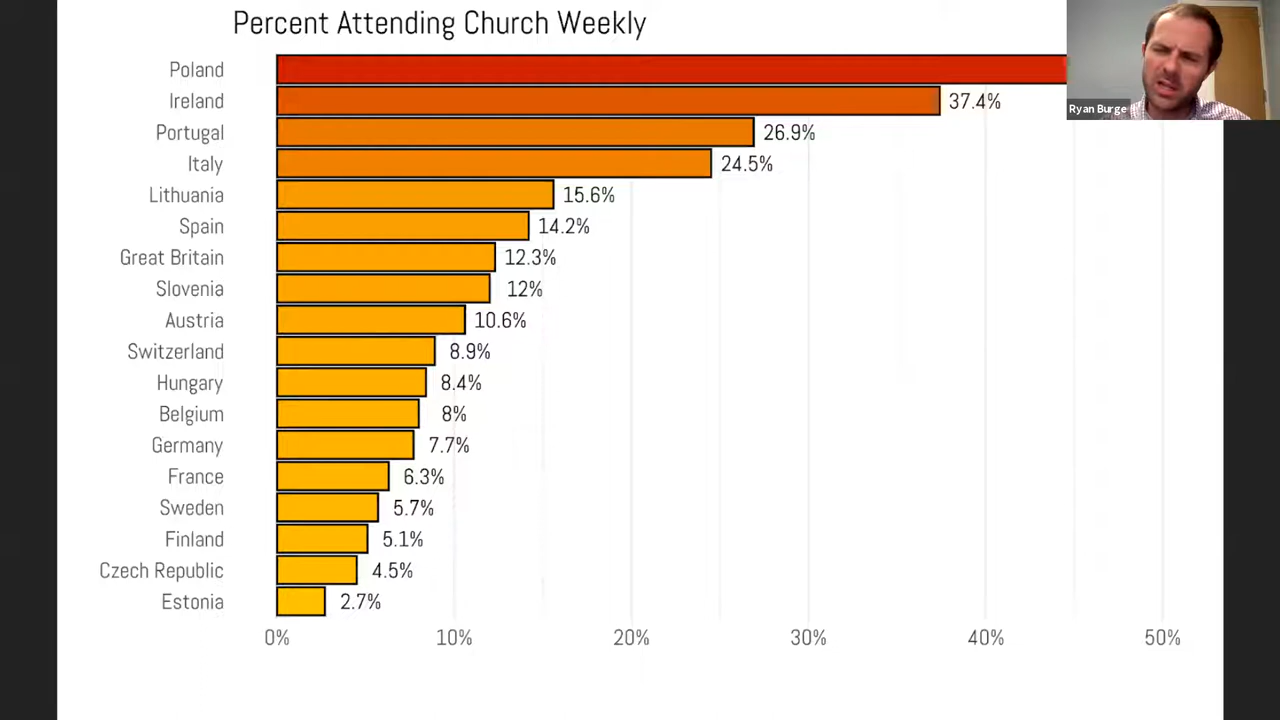 Percent Attending Church Weekly
Poland
Ryan Burge
Ireland 37.4%
Portugal 26.9%
Italy 24.5%
Lithuania 15.6%
Spain 14.2%
Great Britain 12.3%
Slovenia 12%
Austria 10.6%
Switzerland 8.9%
Hungary 8.4%
Belgium 8%
Germany 7.7%
France 6.3%
Sweden 5.7%
Finland 5.1%
Czech Republic 4.5%
Estonia 2.7%
0% 10% 20% 30% 40% 50%